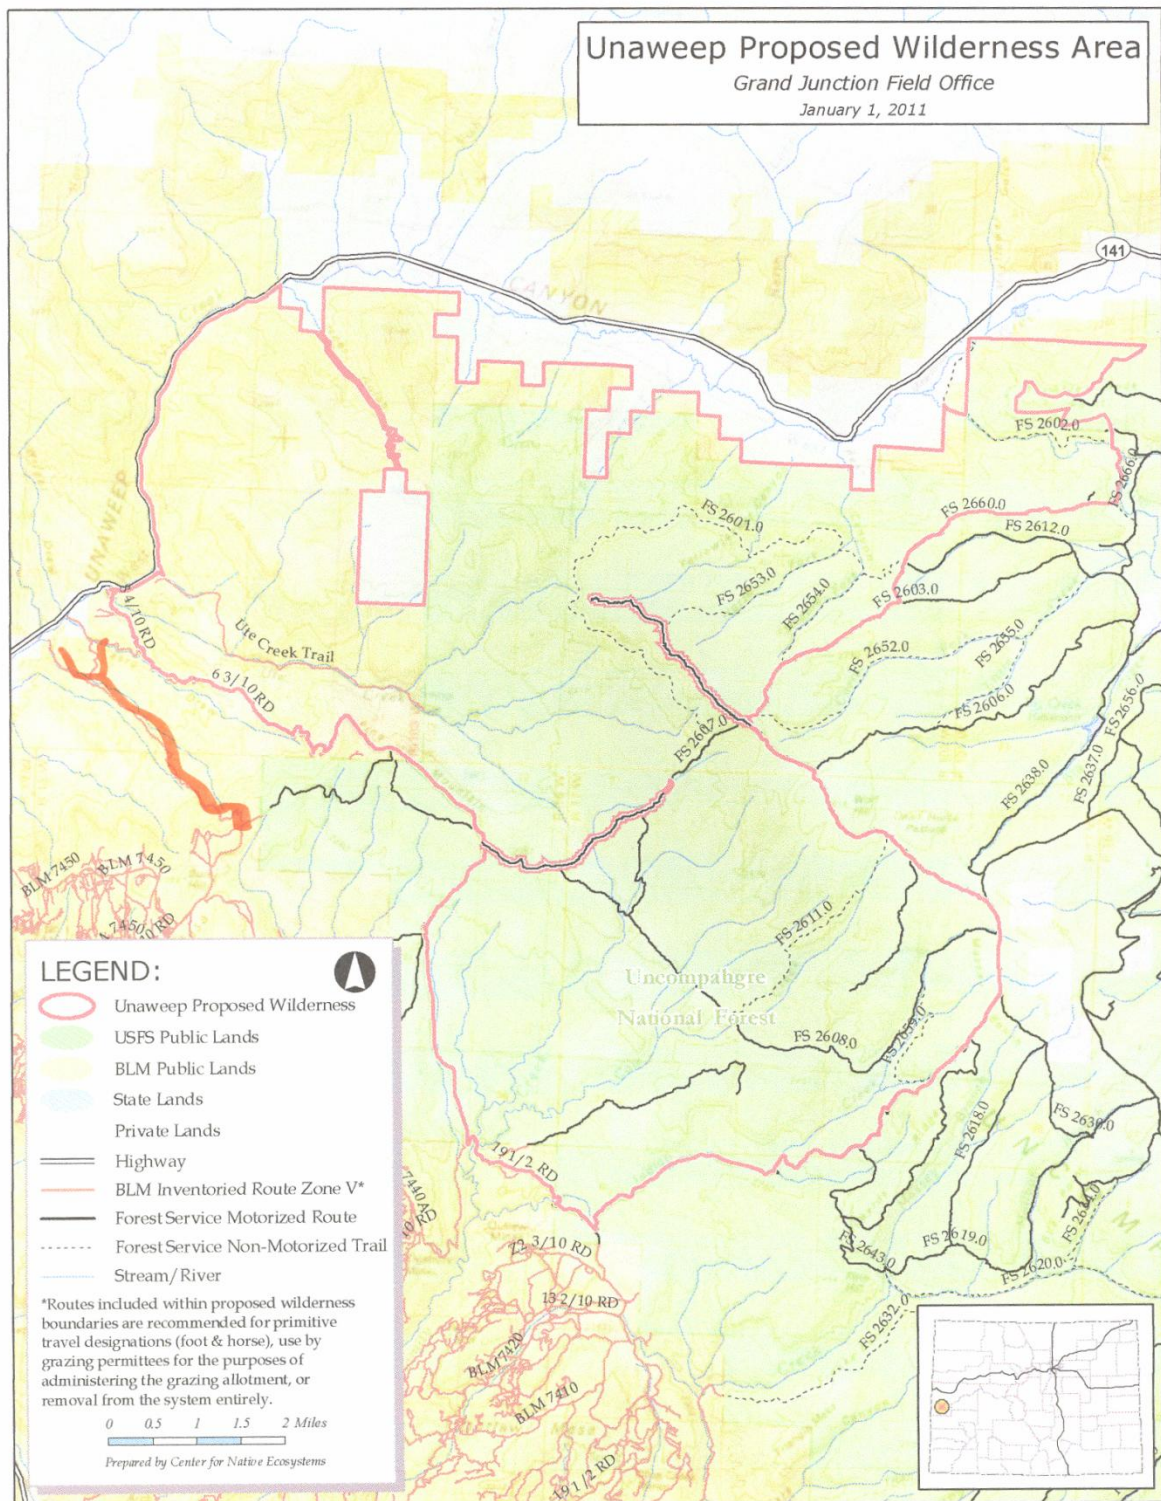 Unaweep Proposed Wilderness Area
Grand Junction Field Office
January 1, 2011
141
CANYON
UNAWEEP
FS 2602.0
FS 2666.0
FS 2660.0
FS 2601.0
FS 2612.0
FS 2653.0
FS 2654.0
FS 2603.0
Ute Creek Trail
FS 2652.0
FS 2655.0
6 3/10 RD
FS 2606.0
FS 2656.0
FS 2607.0
FS 2637.0
FS 2638.0
BLM 7450
BLM 7450
7450
RD
FS 2611.0
Uncompahgre
National Forest
FS 2608.0
FS 2659.0
FS 2618.0
FS 2630.0
191/2 RD
7440A
10 RD
22 3/10 RD
FS 2643.0
FS 2619.0
FS 2620.0
13 2/10 RD
FS 2632.0
BLM 7420
BLM 7410
191/2 RD
LEGEND:
Unaweep Proposed Wilderness
USFS Public Lands
BLM Public Lands
State Lands
Private Lands
Highway
BLM Inventoried Route Zone V*
Forest Service Motorized Route
Forest Service Non-Motorized Trail
Stream/River
*Routes included within proposed wilderness
boundaries are recommended for primitive
travel designations (foot & horse), use by
grazing permittees for the purposes of
administering the grazing allotment, or
removal from the system entirely.
0 0.5 1 1.5 2 Miles
Prepared by Center for Native Ecosystems